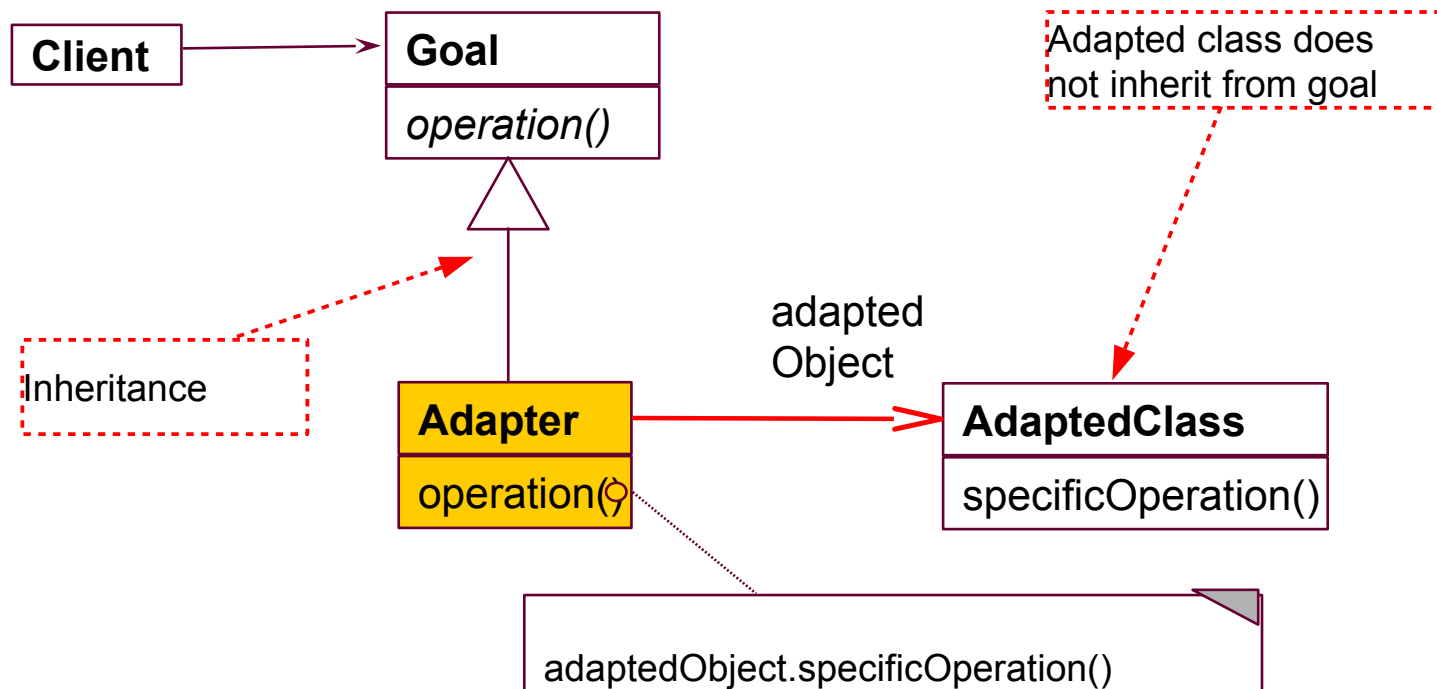 Client
Goal
operation()
Adapted class does
not inherit from goal
Inheritance
adapted
Object
Adapter
operation()
AdaptedClass
specificOperation()
adaptedObject.specificOperation()